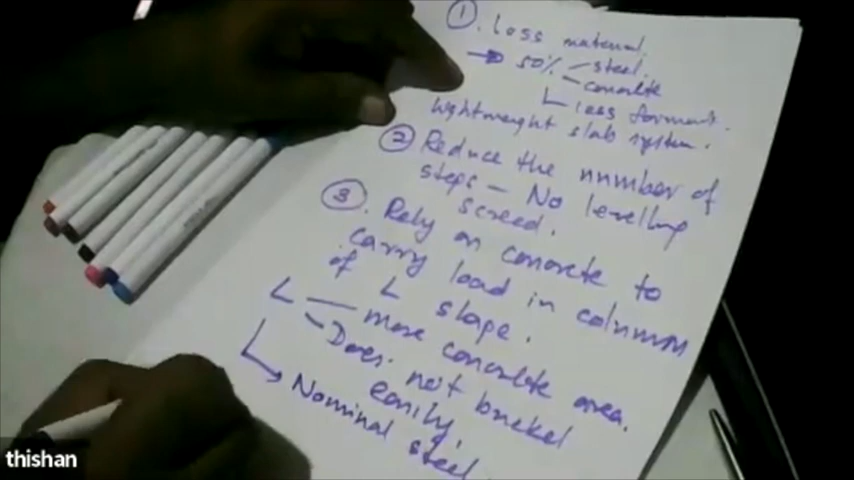 ① . Less material.
→ 50% steel.
concrete
less formwork.
Lightweight slab system.
② Reduce the number of
steps - No levelling
screed.
③ . Rely on concrete to
carry load in column
of L shape.
L more concrete area.
Does not buckel
easily.
Nominal steel
thishan